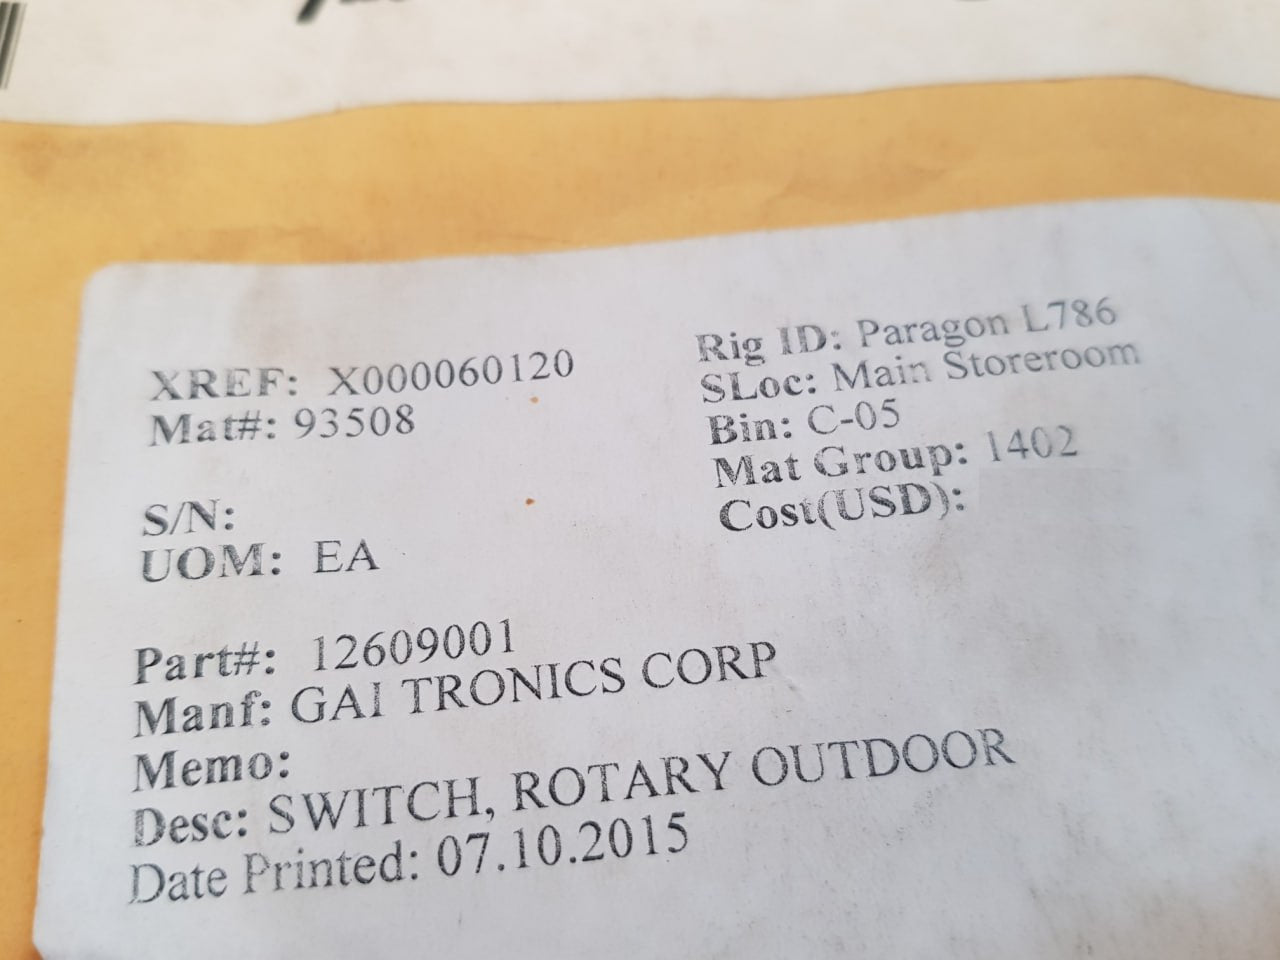 XREF: X000060120
Mat#: 93508
S/N:
UOM: EA
Rig ID: Paragon L786
SLoc: Main Storeroom
Bin: C-05
Mat Group: 1402
Cost(USD):
Part#: 12609001
Manf: GAI TRONICS CORP
Memo:
Desc: SWITCH, ROTARY OUTDOOR
Date Printed: 07.10.2015